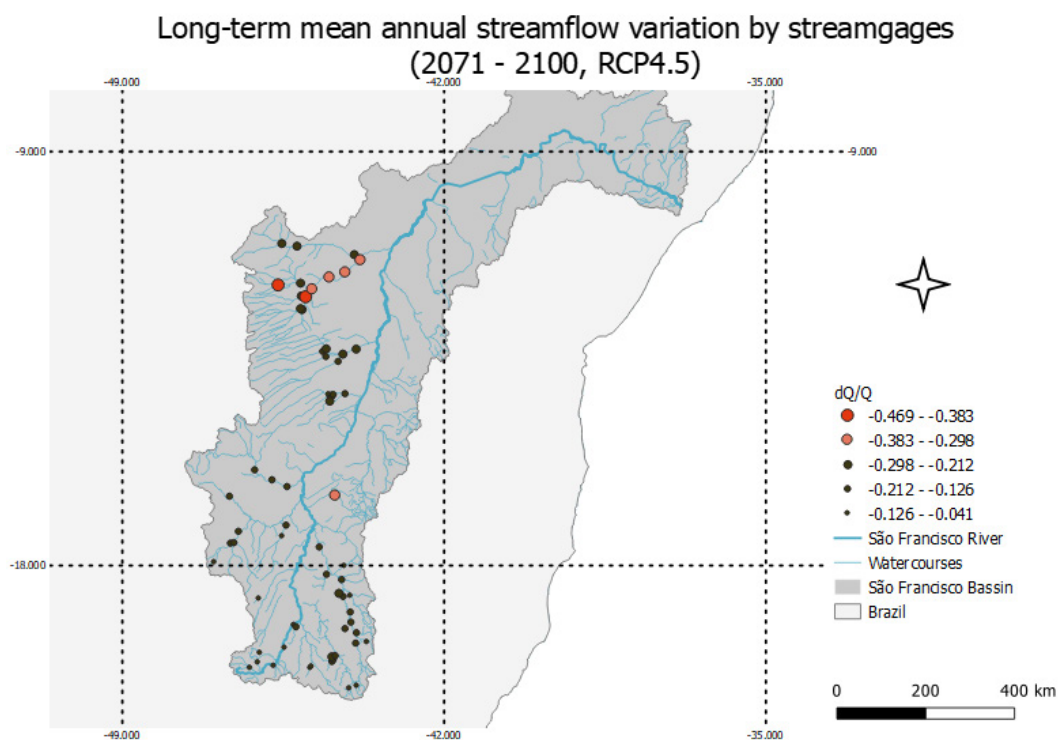 Long-term mean annual streamflow variation by streamgages
(2071 - 2100, RCP4.5)
-49.000 -42.000 -35.000
-9.000 -9.000
dQ/Q
-0.469 - -0.383
-0.383 - -0.298
-0.298 - -0.212
-0.212 - -0.126
-0.126 - -0.041
São Francisco River
-18.000 -18.000
Watercourses
São Francisco Bassin
Brazil
0 200 400 km
-49.000 -42.000 -35.000